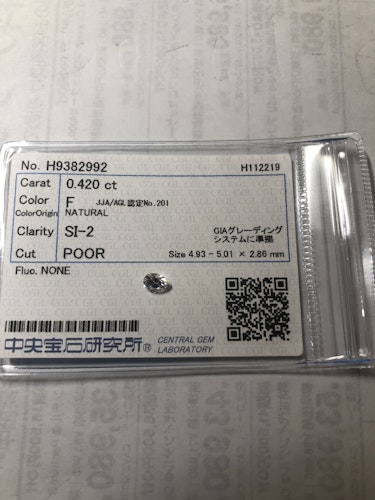 No. H9382992 H112219
Carat 0.420 ct
Color F JJA/AGL認定No.201
ColorOrigin NATURAL
Clarity SI-2 GIAグレーディング
システムに準拠
Cut POOR Size 4.93 - 5.01 × 2.86 mm
Fluo. NONE
中央宝石研究所® CENTRAL GEM
LABORATORY